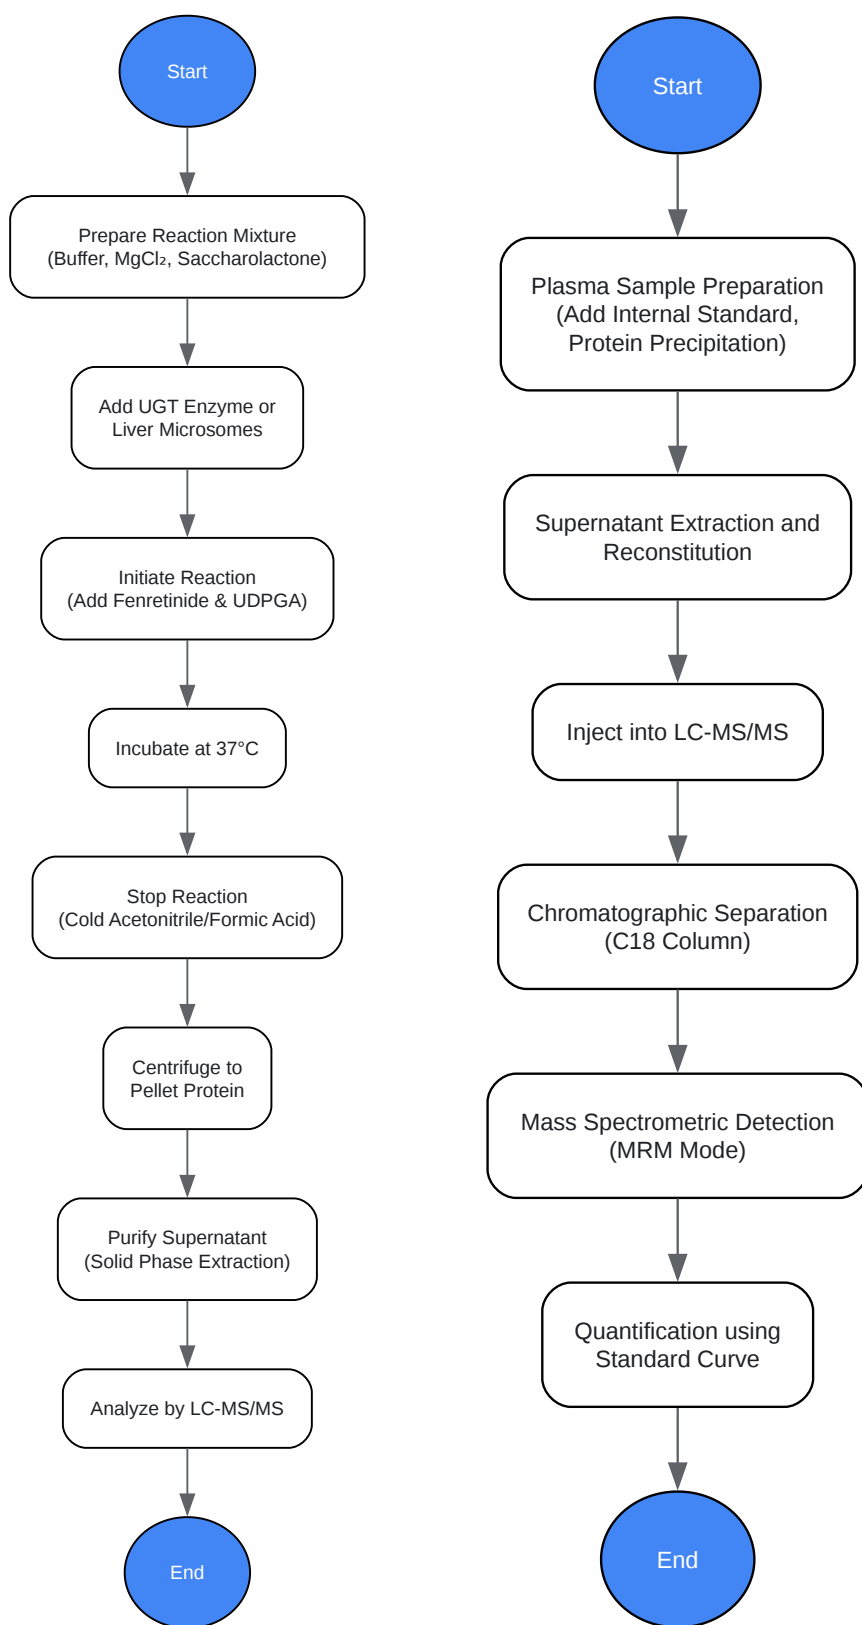 Start
Prepare Reaction Mixture
(Buffer, MgCl₂, Saccharolactone)
Add UGT Enzyme or
Liver Microsomes
Initiate Reaction
(Add Fenretinide & UDPGA)
Incubate at 37°C
Stop Reaction
(Cold Acetonitrile/Formic Acid)
Centrifuge to
Pellet Protein
Purify Supernatant
(Solid Phase Extraction)
Analyze by LC-MS/MS
End
Start
Plasma Sample Preparation
(Add Internal Standard,
Protein Precipitation)
Supernatant Extraction and
Reconstitution
Inject into LC-MS/MS
Chromatographic Separation
(C18 Column)
Mass Spectrometric Detection
(MRM Mode)
Quantification using
Standard Curve
End